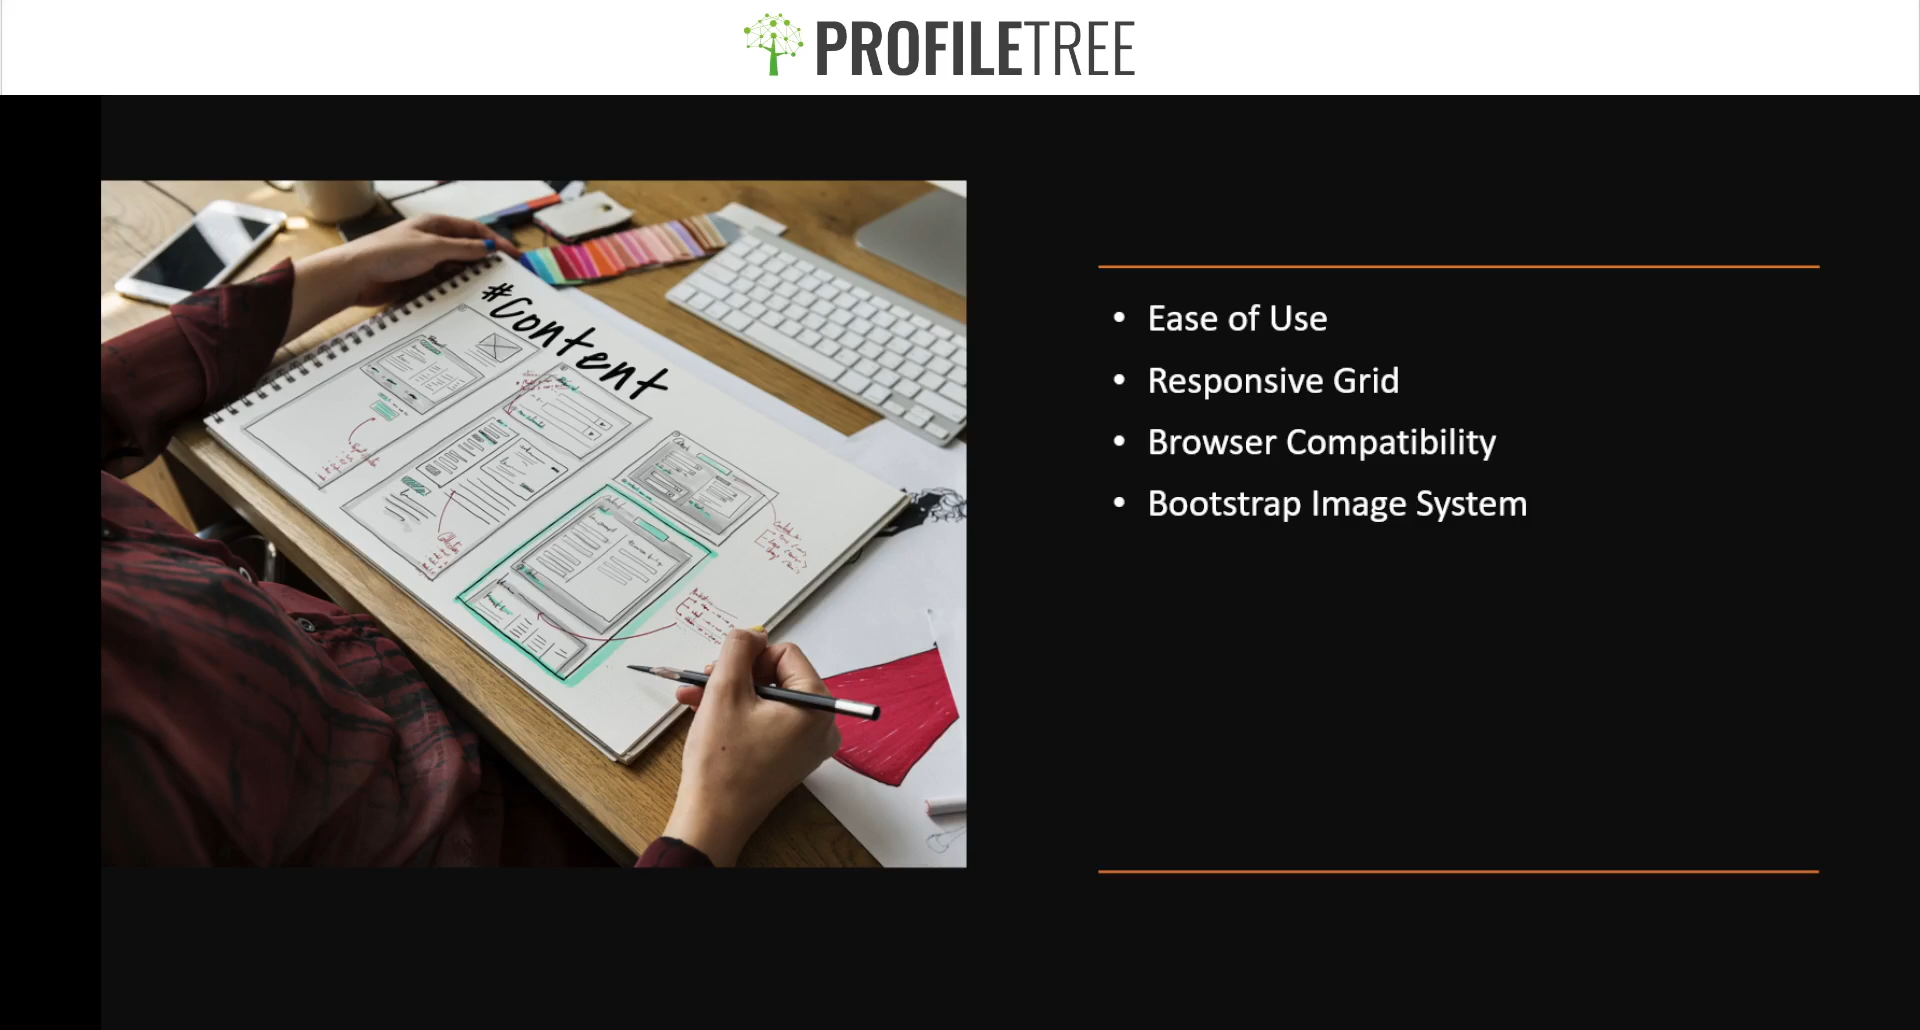 PROFILETREE
#Content
• Ease of Use
• Responsive Grid
• Browser Compatibility
• Bootstrap Image System